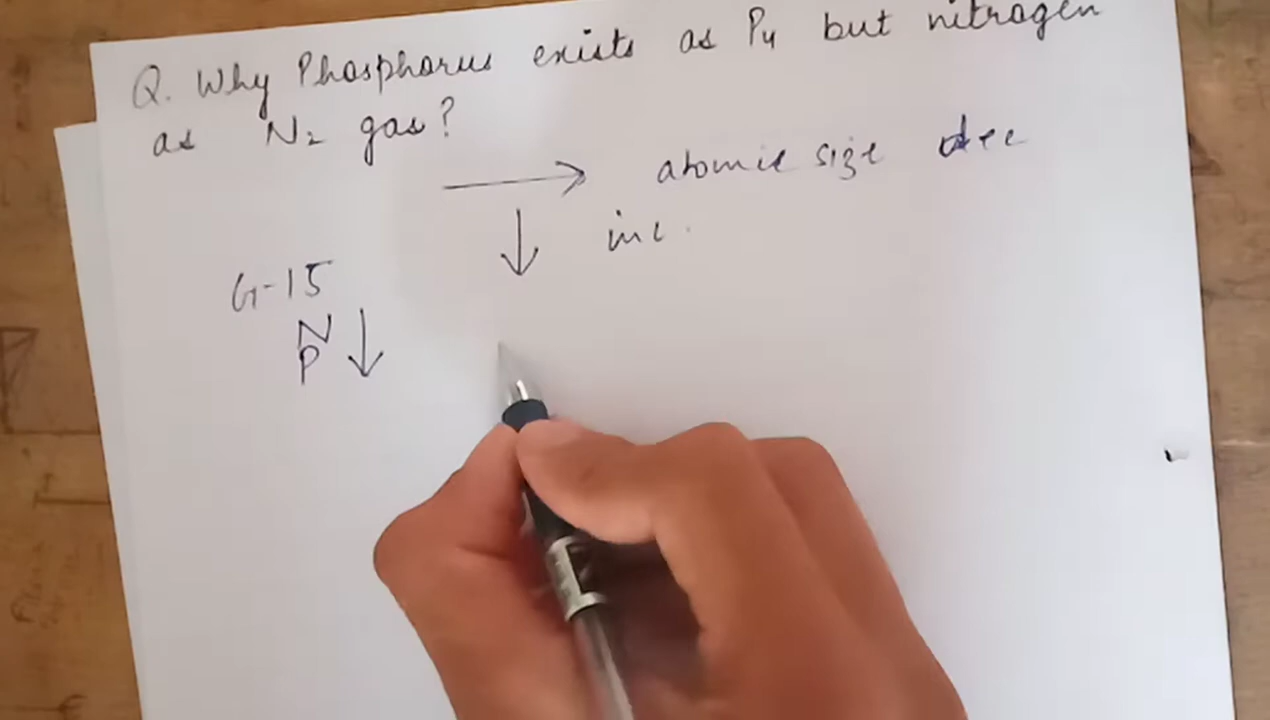 Q. Why Phosphorus exists as P4 but nitrogen
as N2 gas?
→ atomic size dec
↓ inc.
G-15
N
P ↓